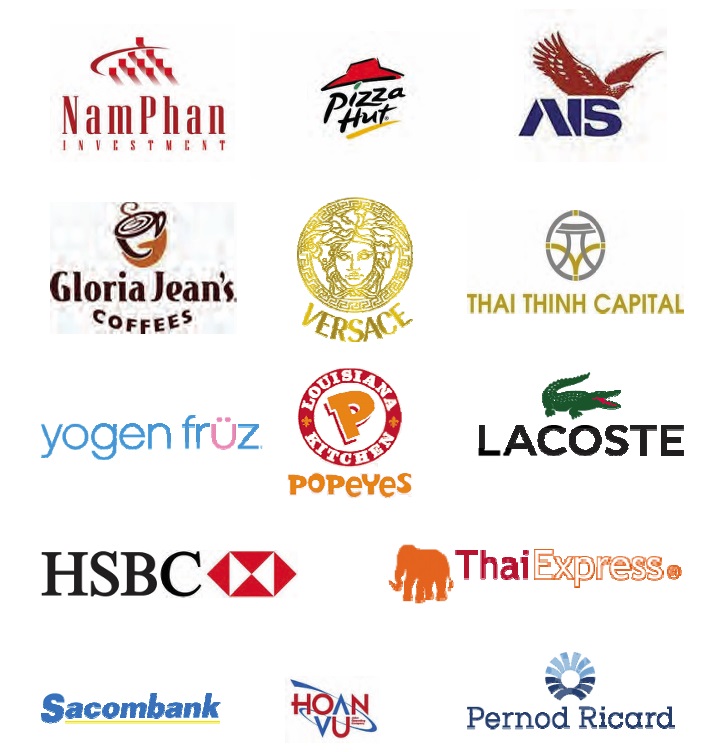 NamPhan
INVESTMENT
Pizza
Hut
AIS
Gloria Jean's
COFFEES
VERSACE
THAI THINH CAPITAL
yogen früz
LOUISIANA
P
KITCHEN
POPEYES
LACOSTE
HSBC
ThaiExpress
Sacombank
HOAN
VU
Pernod Ricard